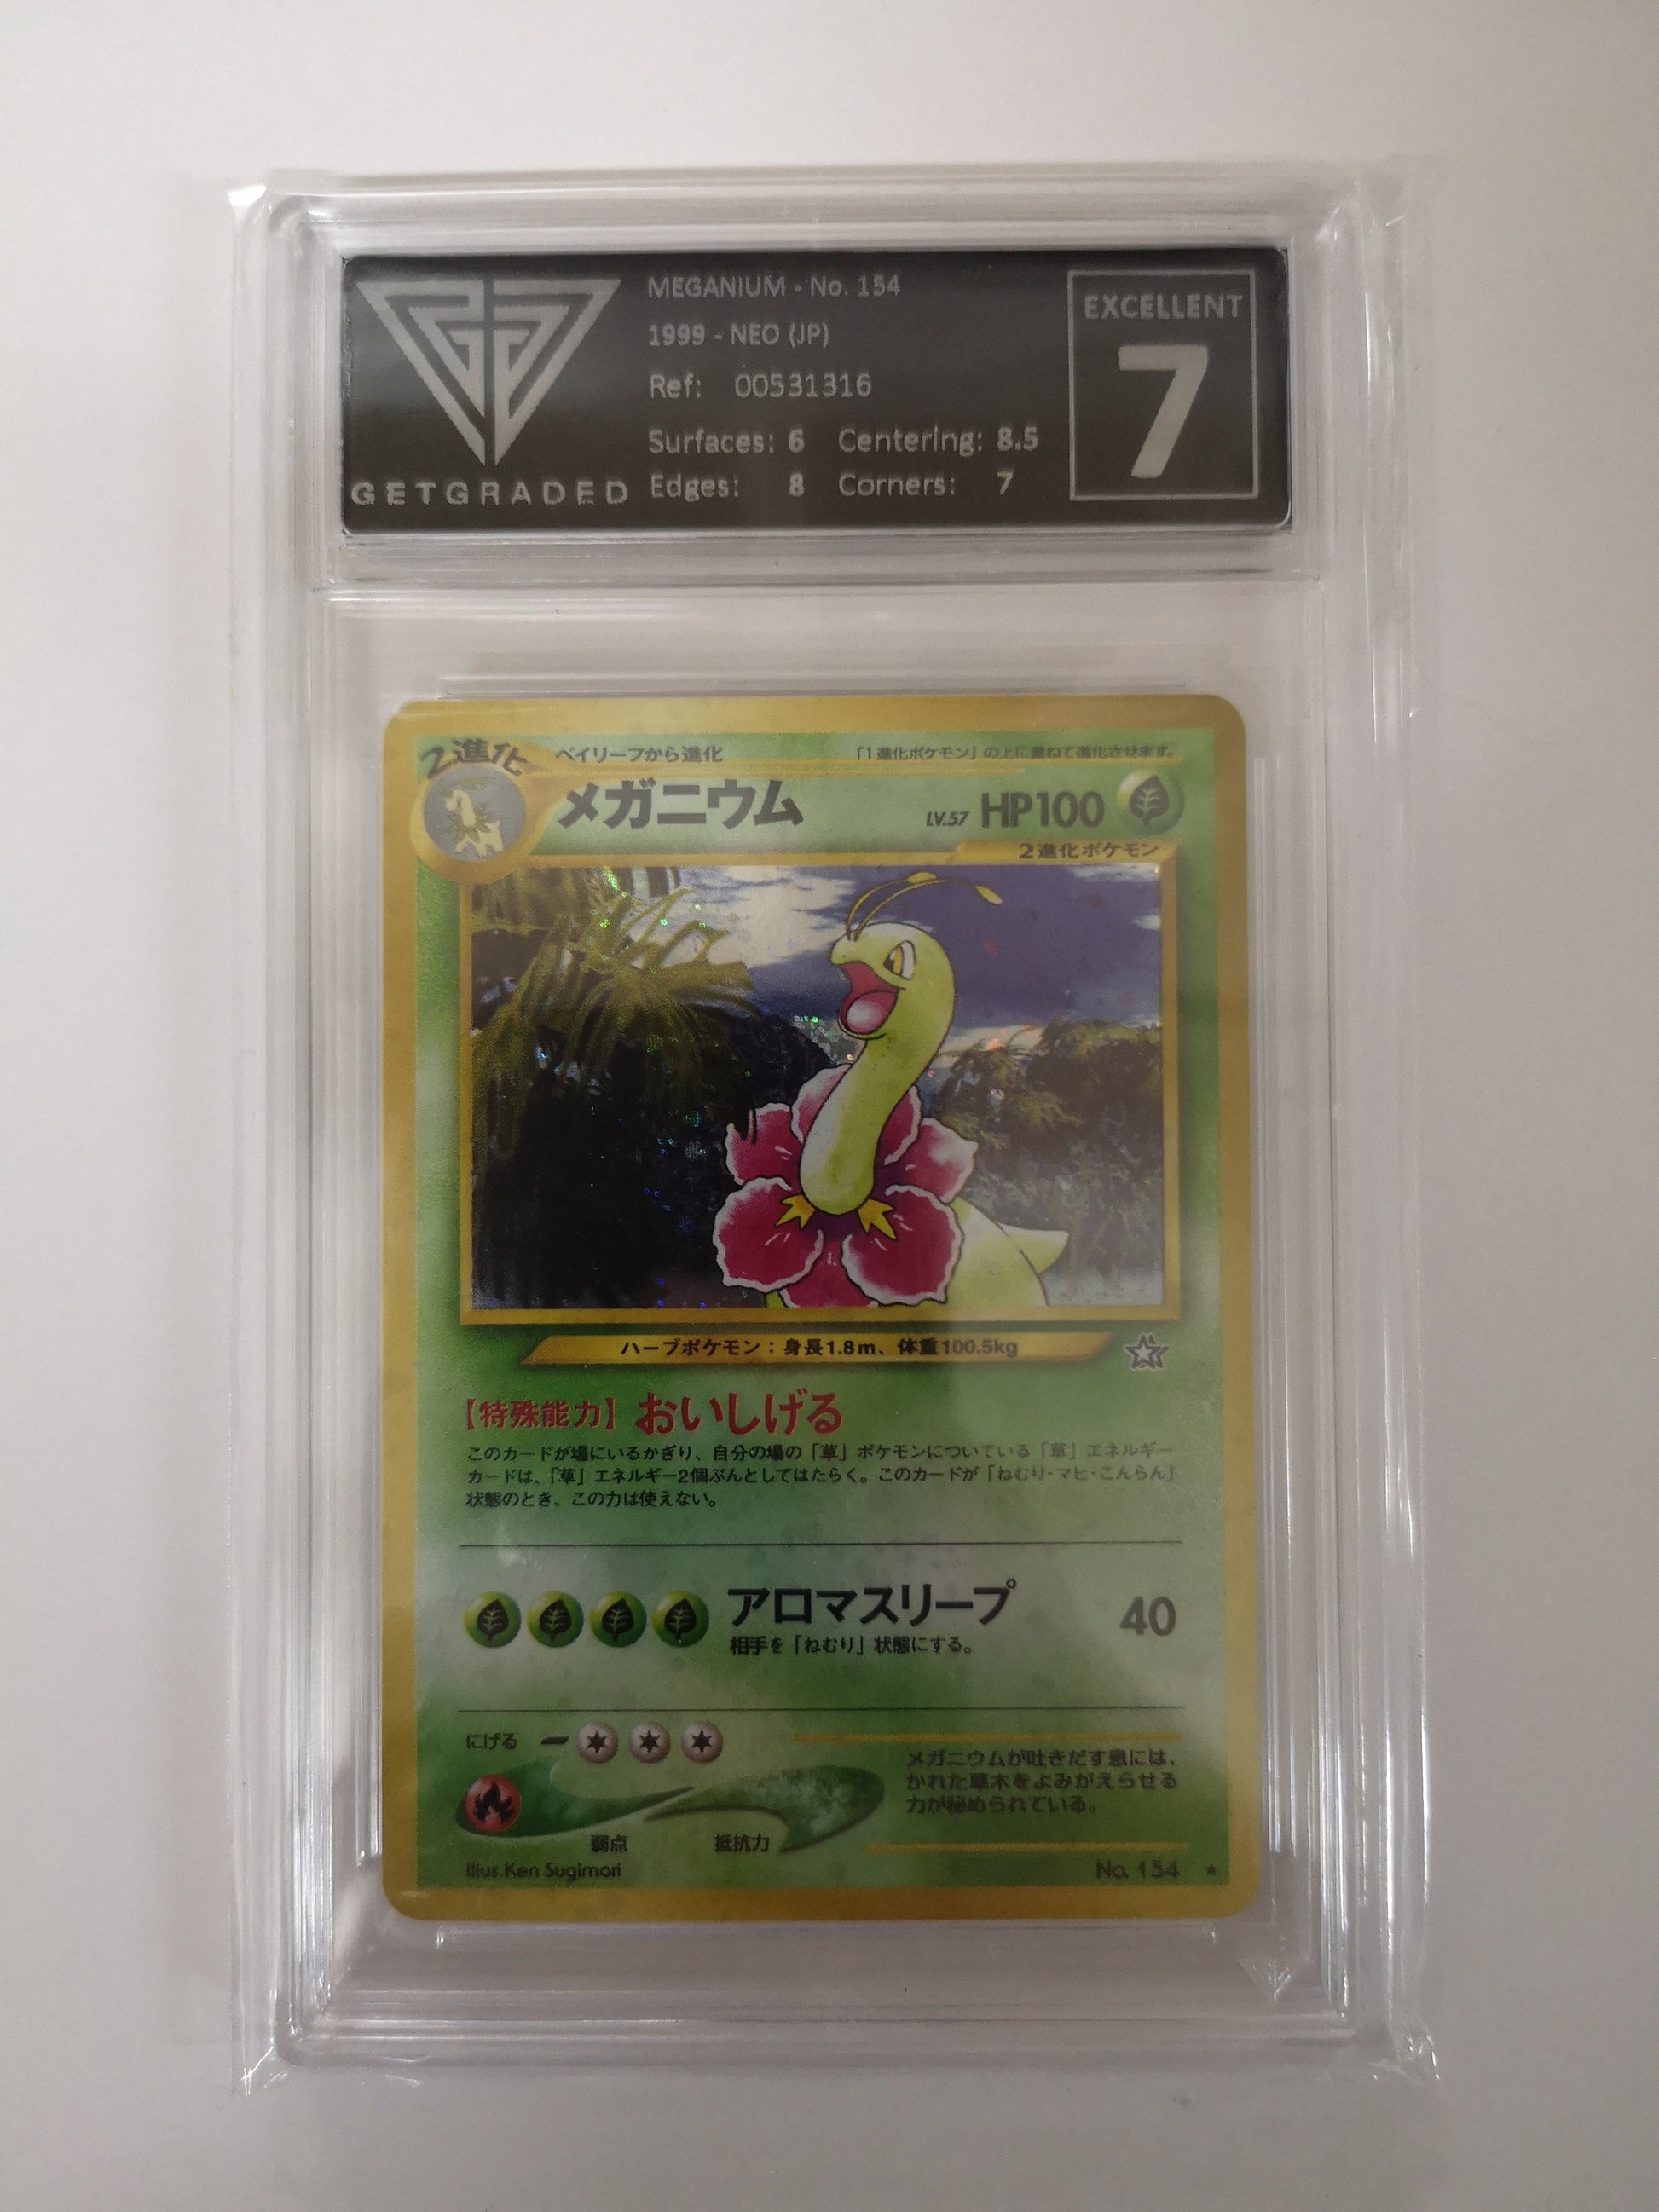 MEGANIUM - No. 154
1999 - NEO (JP)
Ref: 00531316
Surfaces: 6 Centering: 8.5
Edges: 8 Corners: 7
GETGRADED
EXCELLENT
7
2進化 ベイリーフから進化 「1進化ポケモン」の上に重ねて進化させます。
メガニウム LV.57 HP100
2進化ポケモン
ハーブポケモン：身長1.8m、体重100.5kg
【特殊能力】おいしげる
このカードが場にいるかぎり、自分の場の「草」ポケモンについている「草」エネルギー
カードは、「草」エネルギー2個ぶんとしてはたらく。このカードが「ねむり・マヒ・こんらん」
状態のとき、この力は使えない。
アロマスリープ 40
相手を「ねむり」状態にする。
にげる
メガニウムが吐きだす息には、
かれた草木をよみがえらせる
力が秘められている。
弱点 抵抗力
Illus.Ken Sugimori No. 154 ★